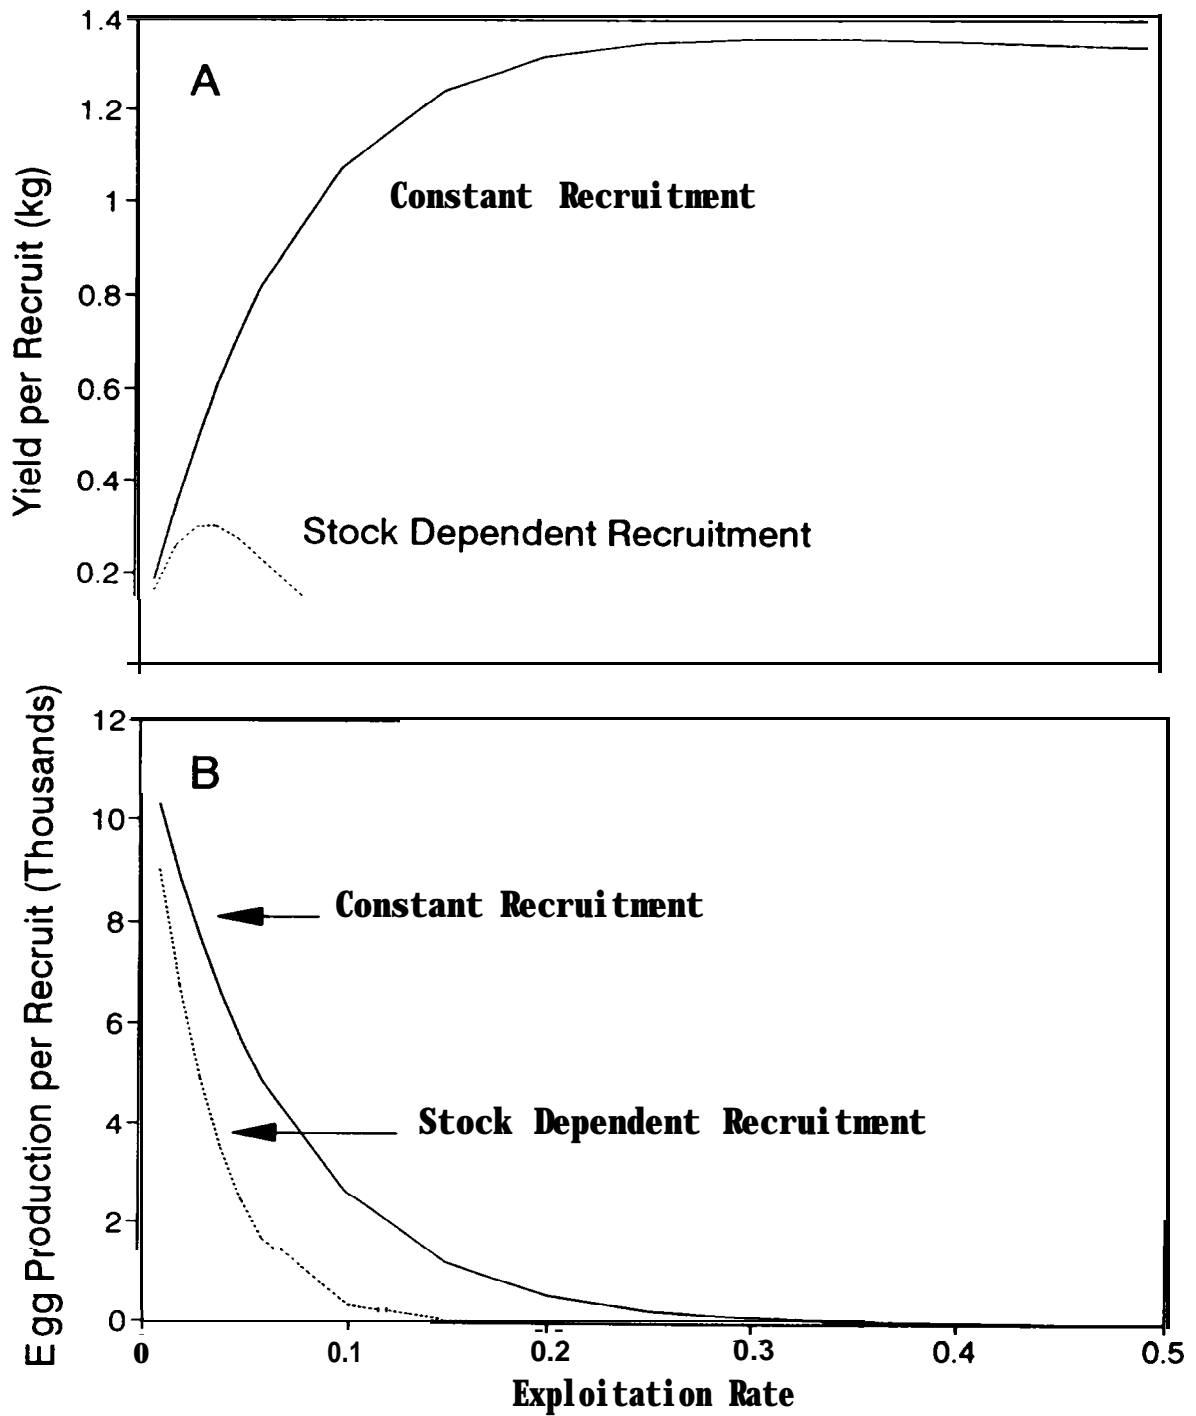 1.4
A
1.2
Constant Recruitment
1
0.8
0.6
0.4
Stock Dependent Recruitment
0.2
Yield per Recruit (kg)
12
B
10
Constant Recruitment
8
6
Stock Dependent Recruitment
4
2
0
Egg Production per Recruit (Thousands)
0 0.1 0.2 0.3 0.4 0.5
Exploitation Rate